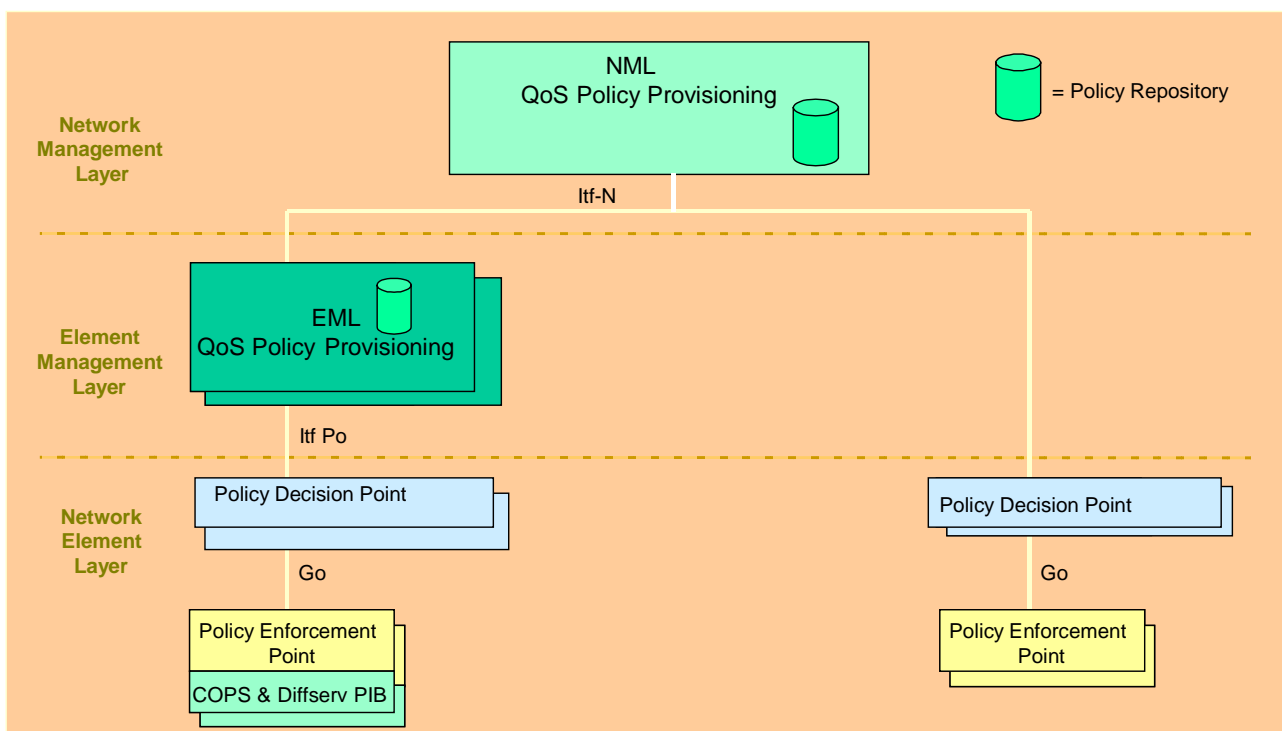 NML
QoS Policy Provisioning
= Policy Repository
Network
Management
Layer
Itf-N
EML
QoS Policy Provisioning
Element
Management
Layer
Itf Po
Policy Decision Point
Policy Decision Point
Network
Element
Layer
Go
Go
Policy Enforcement
Point
COPS & Diffserv PIB
Policy Enforcement
Point